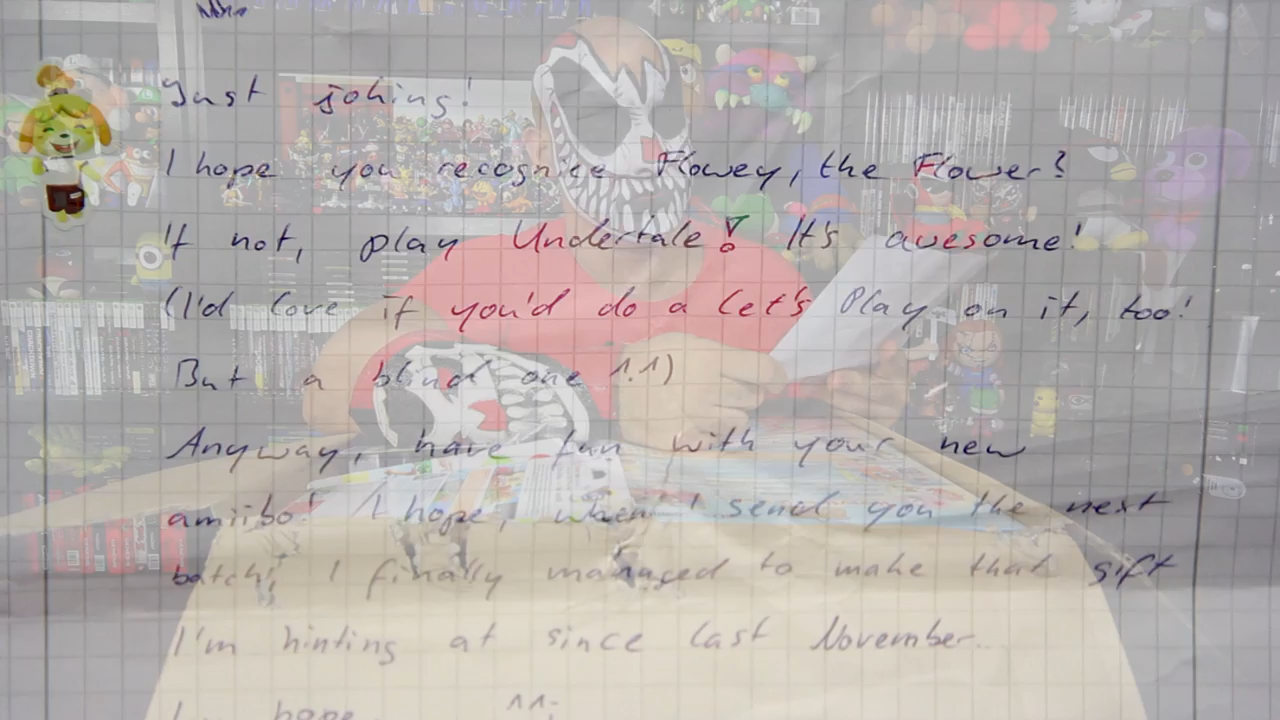 Just joking!
I hope you recognize Flowey, the Flower?
If not, play Undertale! It's awesome!
(I'd love if you'd do a Let's Play on it, too!
But a blind one ^.^)
Anyway, have fun with your new
amiibo! I hope, when I send you the next
batch, I finally managed to make that gift
I'm hinting at since last November.
I hope